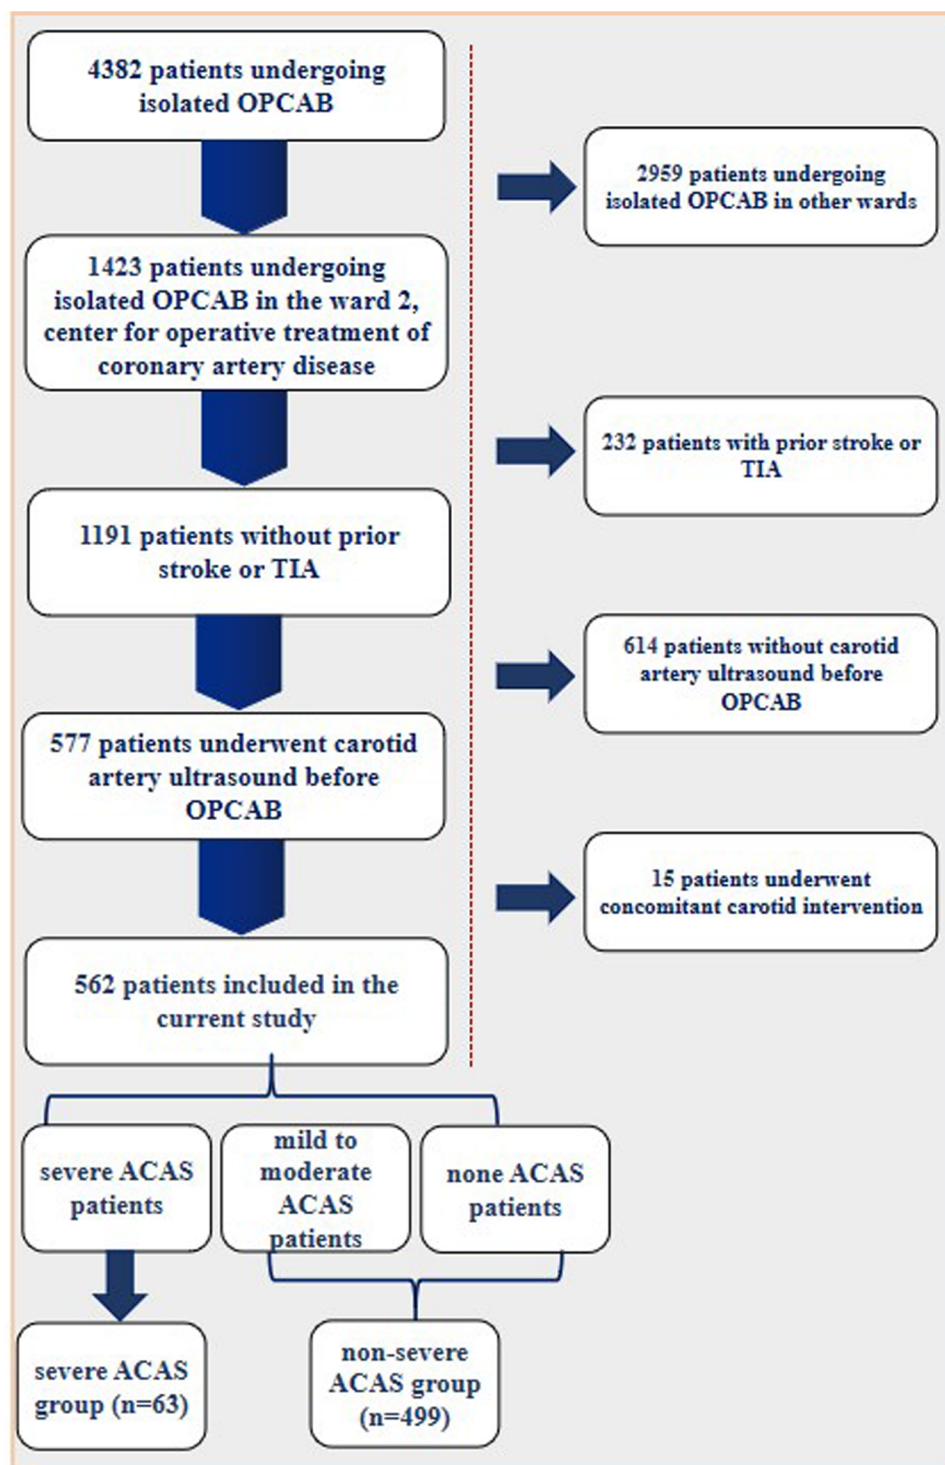 4382 patients undergoing
isolated OPCAB
2959 patients undergoing
isolated OPCAB in other wards
1423 patients undergoing
isolated OPCAB in the ward 2,
center for operative treatment of
coronary artery disease
232 patients with prior stroke or
TIA
1191 patients without prior
stroke or TIA
614 patients without carotid
artery ultrasound before
OPCAB
577 patients underwent carotid
artery ultrasound before
OPCAB
15 patients underwent
concomitant carotid intervention
562 patients included in the
current study
severe ACAS
patients
mild to
moderate
ACAS
patients
none ACAS
patients
severe ACAS
group (n=63)
non-severe
ACAS group
(n=499)